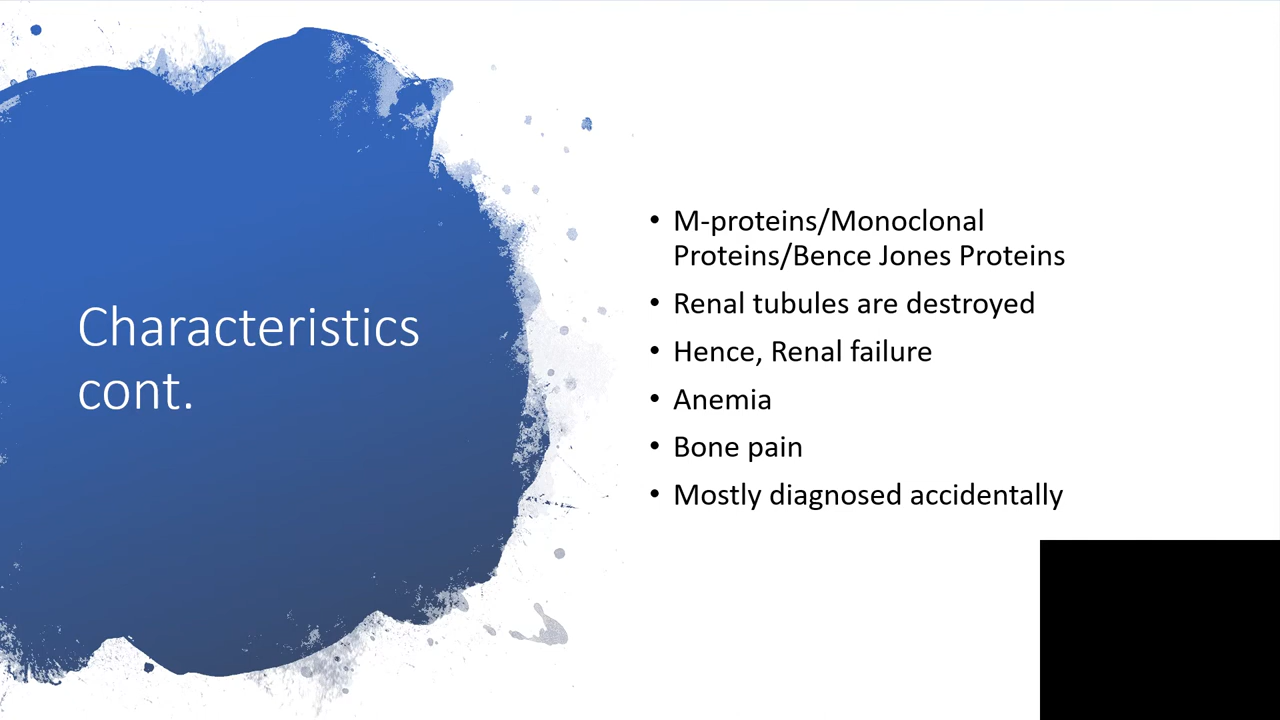 Characteristics
cont.
• M-proteins/Monoclonal
Proteins/Bence Jones Proteins
• Renal tubules are destroyed
• Hence, Renal failure
• Anemia
• Bone pain
• Mostly diagnosed accidentally